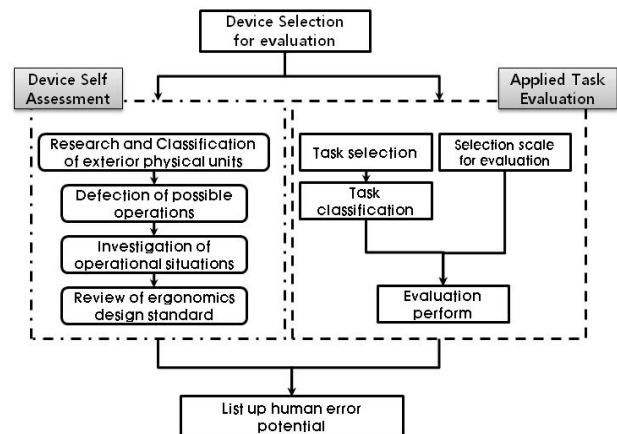 Device Selection
for evaluation
Device Self
Assessment
Applied Task
Evaluation
Research and Classification
of exterior physical units
Defection of possible
operations
Investigation of
operational situations
Review of ergonomics
design standard
Task selection
Selection scale
for evaluation
Task
classification
Evaluation
perform
List up human error
potential